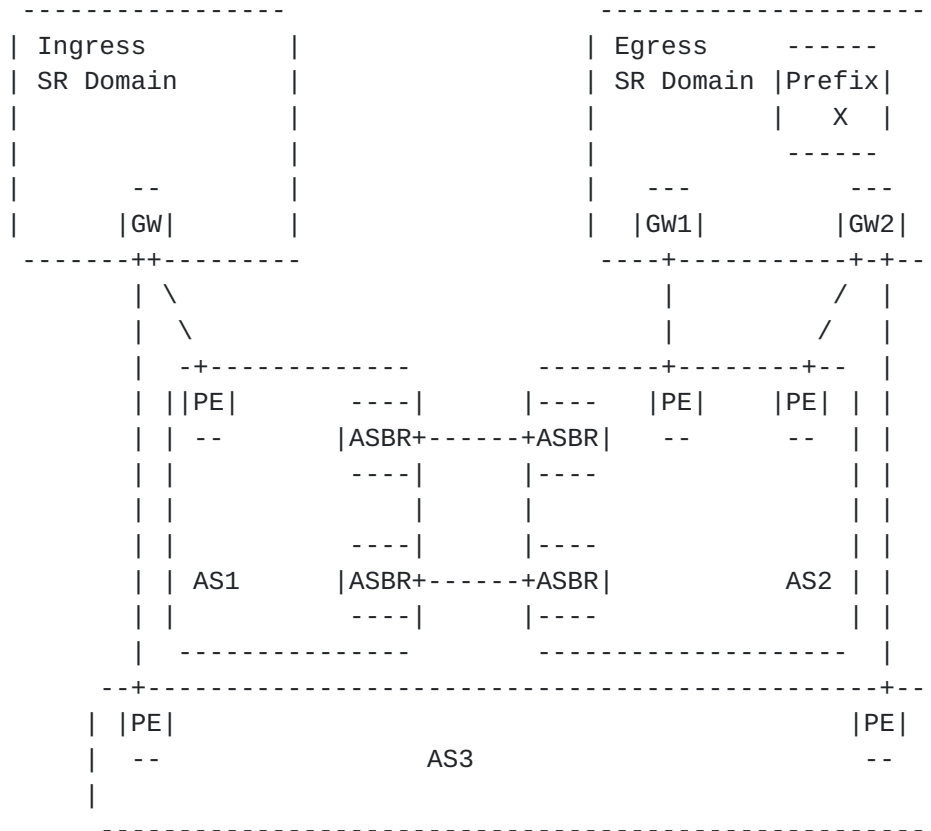 Ingress Egress
SR Domain SR Domain Prefix
X
GW GW1 GW2
PE PE PE
ASBR ASBR
AS1 ASBR ASBR AS2
PE PE
AS3